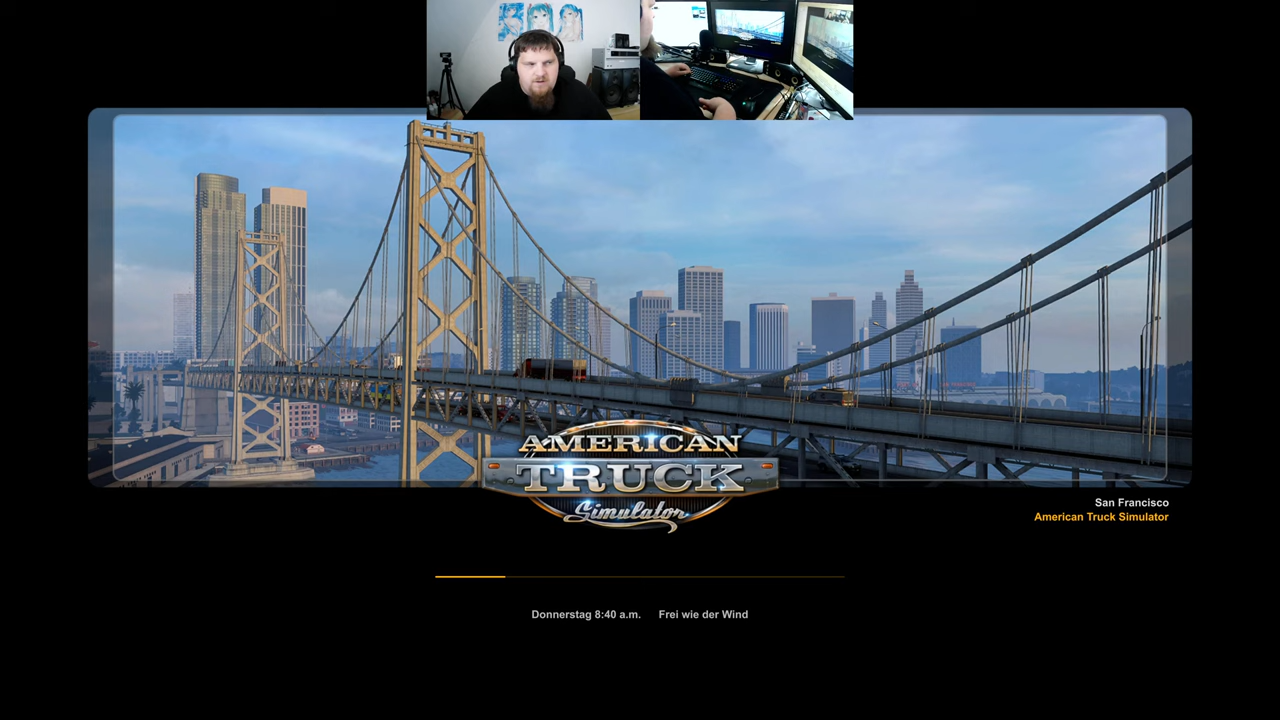 AMERICAN
TRUCK
Simulator
San Francisco
American Truck Simulator
Donnerstag 8:40 a.m. Frei wie der Wind